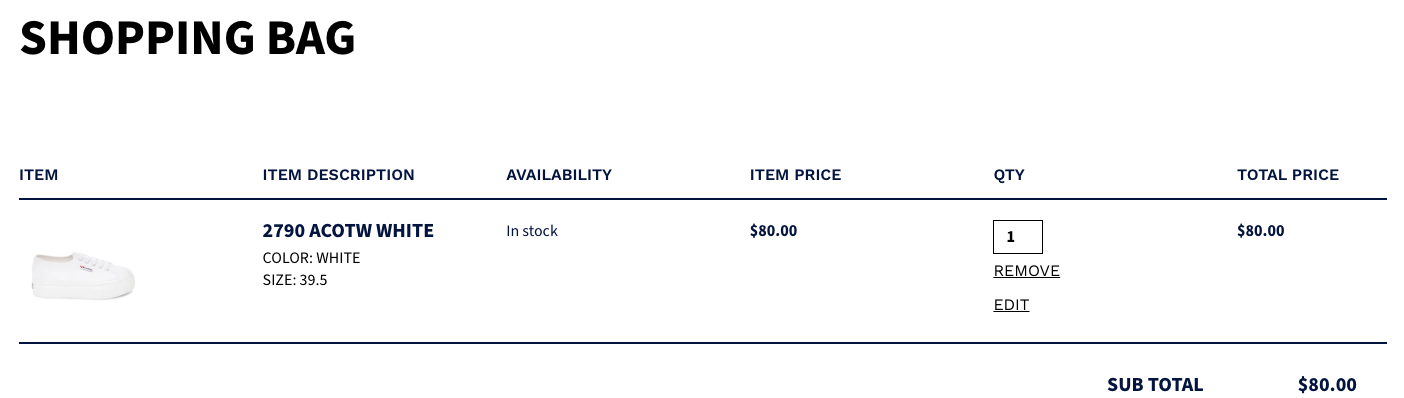 SHOPPING BAG
ITEM ITEM DESCRIPTION AVAILABILITY ITEM PRICE QTY TOTAL PRICE
2790 ACOTW WHITE In stock $80.00 1 $80.00
COLOR: WHITE
REMOVE
SIZE: 39.5
EDIT
SUB TOTAL $80.00